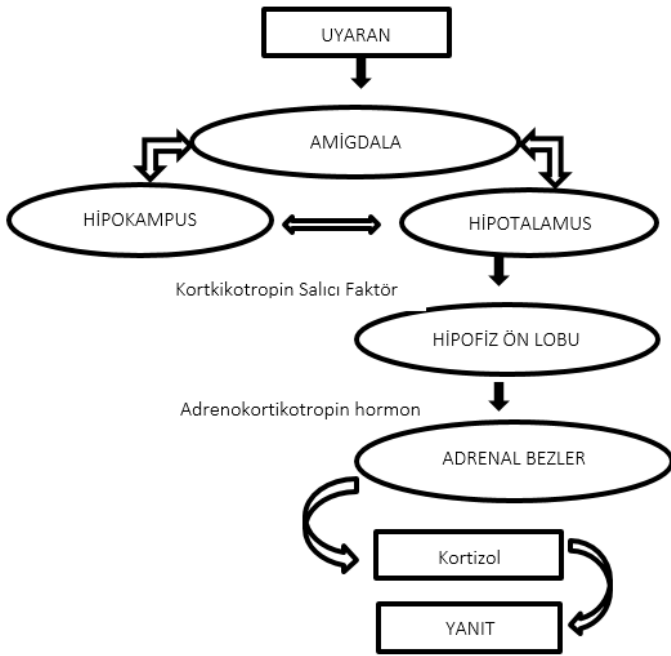 UYARAN
AMİGDALA
HİPOKAMPUS
HİPOTALAMUS
Kortkikotropin Salıcı Faktör
HİPOFİZ ÖN LOBU
Adrenokortikotropin hormon
ADRENAL BEZLER
Kortizol
YANIT